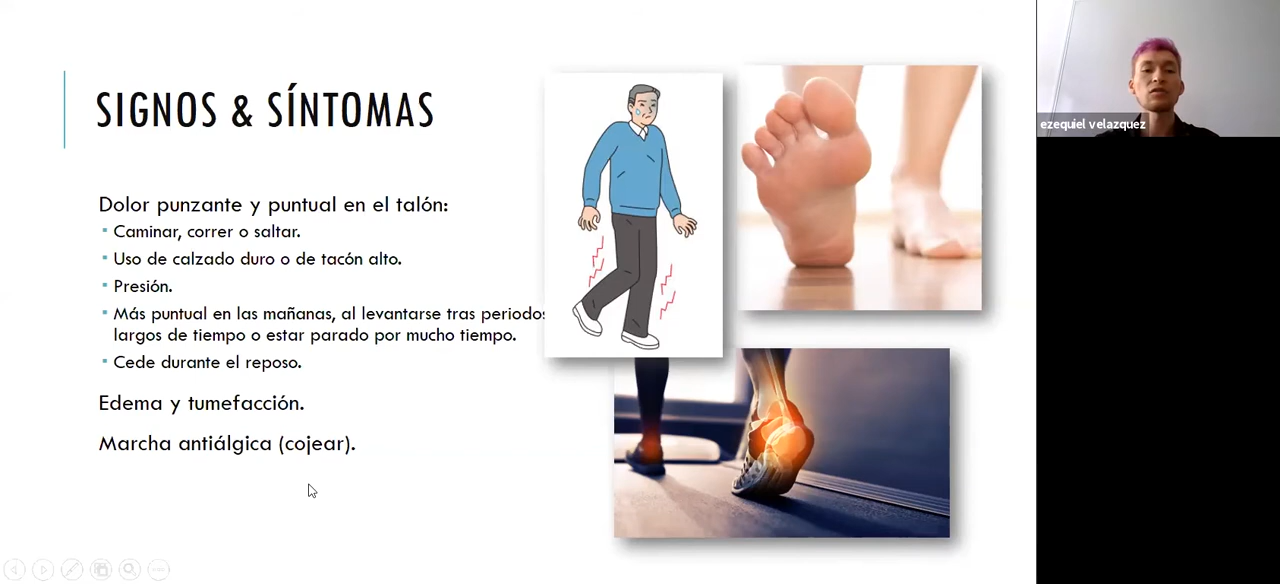 SIGNOS & SÍNTOMAS
Dolor punzante y puntual en el talón:
▪ Caminar, correr o saltar.
▪ Uso de calzado duro o de tacón alto.
▪ Presión.
▪ Más puntual en las mañanas, al levantarse tras periodos
largos de tiempo o estar parado por mucho tiempo.
▪ Cede durante el reposo.
Edema y tumefacción.
Marcha antiálgica (cojear).
ezequiel velazquez